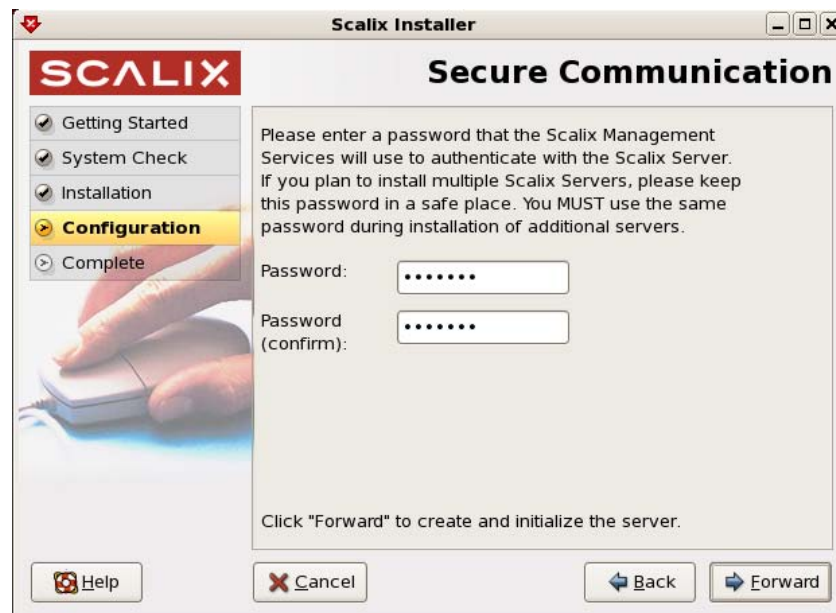 Scalix Installer
SCALIX
Secure Communication
Getting Started
System Check
Installation
Configuration
Complete
Please enter a password that the Scalix Management
Services will use to authenticate with the Scalix Server.
If you plan to install multiple Scalix Servers, please keep
this password in a safe place. You MUST use the same
password during installation of additional servers.
Password:
•••••••
Password
(confirm):
•••••••
Click "Forward" to create and initialize the server.
Help
Cancel
Back
Forward